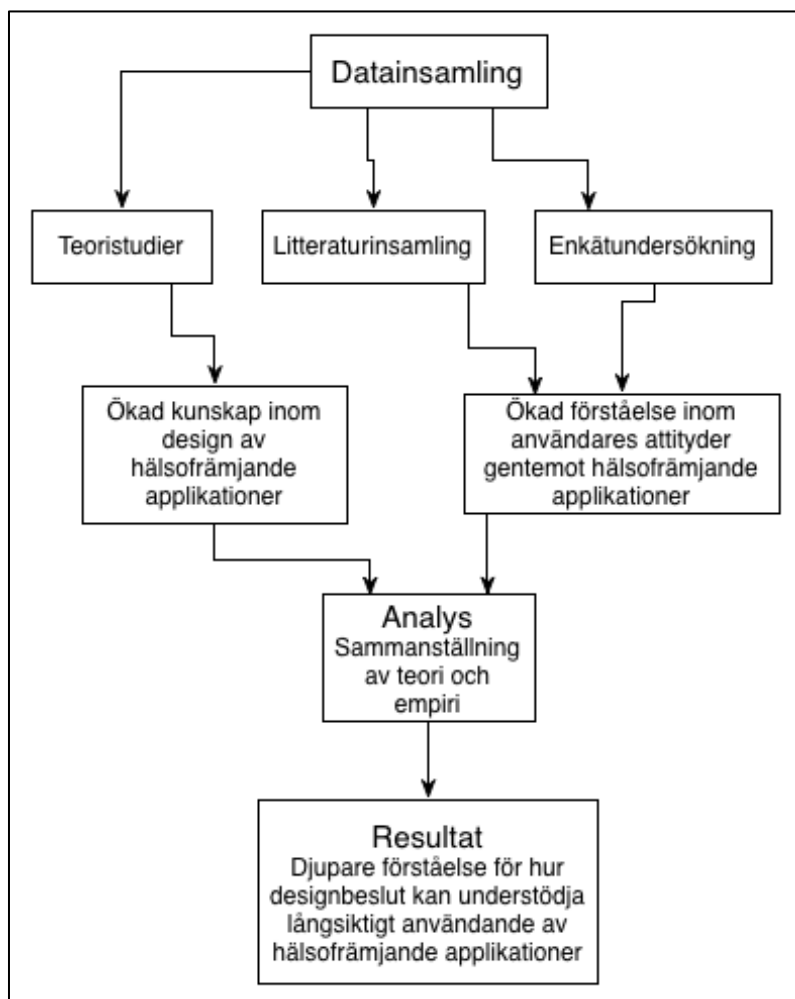 Datainsamling
Teoristudier
Litteraturinsamling
Enkätundersökning
Ökad kunskap inom
design av
hälsofrämjande
applikationer
Ökad förståelse inom
användares attityder
gentemot hälsofrämjande
applikationer
Analys
Sammanställning
av teori och
empiri
Resultat
Djupare förståelse för hur
designbeslut kan understödja
långsiktigt användande av
hälsofrämjande applikationer